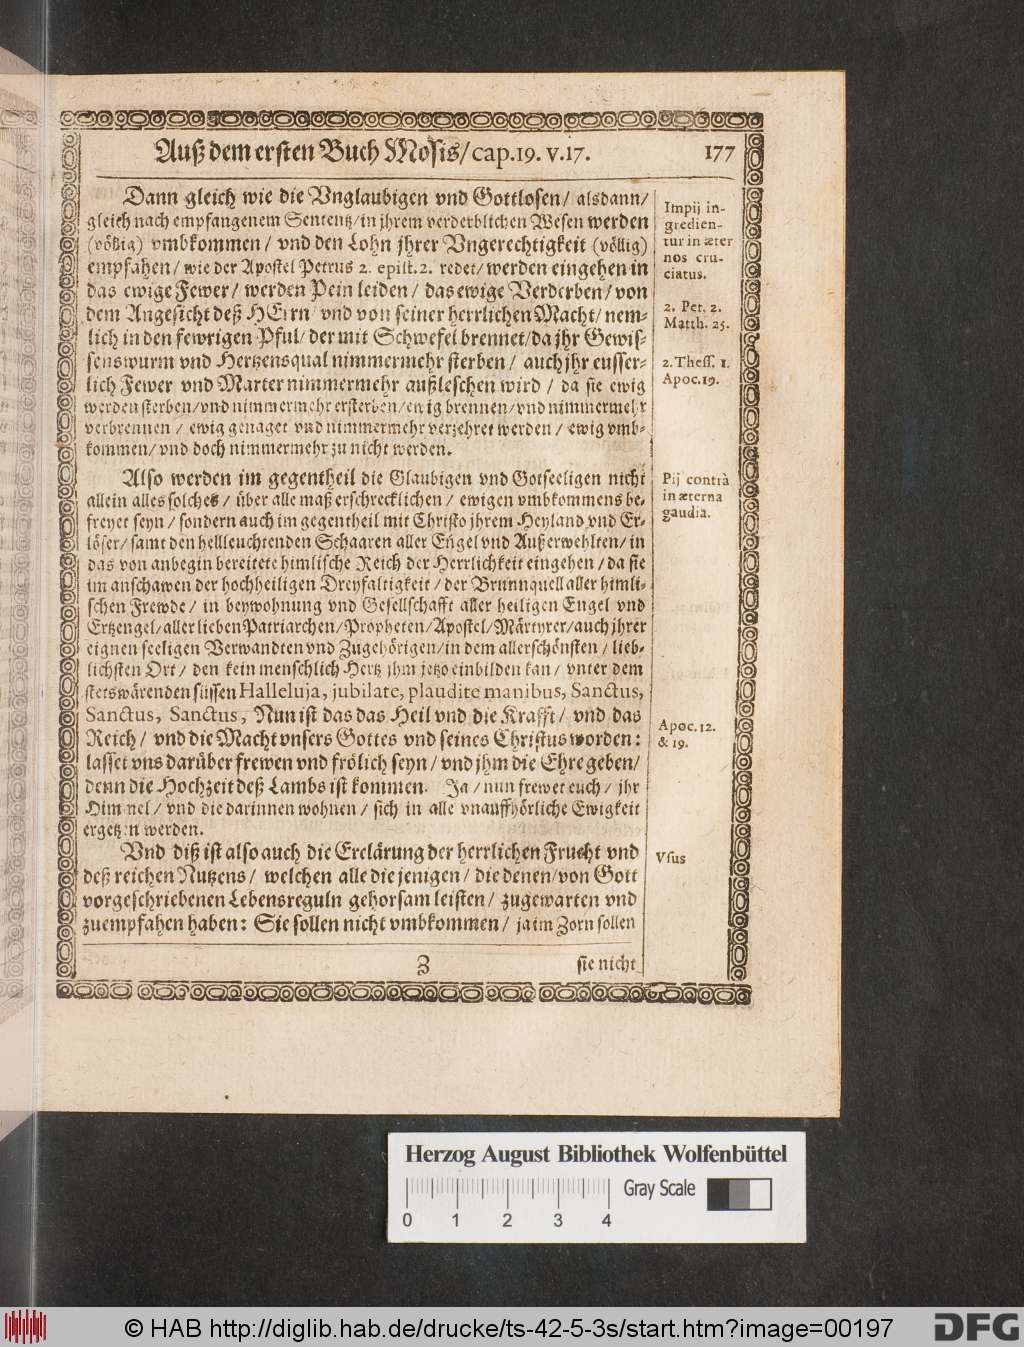 Auß dem ersten Buch Mosis/ cap.19. v.17. 177
Dann gleich wie die Vnglaubigen vnd Gottlosen/ alsdann/
gleich nach empfangenem Sententz/ in jhrem verderblichen Wesen werden
(völlig) vmbkommen/ vnd den Lohn jhrer Vngerechtigkeit (völlig)
empfahen/ wie der Apostel Petrus 2. epist.2. redet/ werden eingehen in
das ewige Fewer/ werden Pein leiden/ das ewige Verderben/ von
dem Angesicht deß HErrn/ vnd von seiner herrlichen Macht/ nem-
lich in den fewrigen Pful/ der mit Schwefel brennet/ da jhr Gewis-
senswurm vnd Hertzensqual nimmermehr sterben/ auch jhr eusser-
lich Fewer vnd Marter nimmermehr außleschen wird/ da sie ewig
werden sterben/ vnd nimmermehr ersterben/ ewig brennen/ vnd nimmermehr
verbrennen/ ewig genaget vnd nimmermehr verzehret werden/ ewig vmb-
kommen/ vnd doch nimmermehr zu nicht werden.
Also werden im gegentheil die Glaubigen vnd Gotseeligen nicht
allein alles solches/ über alle maß erschrecklichen/ ewigen vmbkommens be-
freyet seyn/ sondern auch im gegentheil mit Christo jhrem Heyland vnd Er-
löser/ samt den hellleuchtenden Schaaren aller Engel vnd Außerwehlten/ in
das von anbegin bereitete himlische Reich der Herrlichkeit eingehen/ da sie
im anschawen der hochheiligen Dreyfaltigkeit/ der Brunnquell aller himli-
schen Frewde/ in beywohnung vnd Gesellschafft aller heiligen Engel vnd
Ertzengel/ aller lieben Patriarchen/ Propheten/ Apostel/ Märtyrer/ auch jhrer
eignen seeligen Verwandten vnd Zugehörigen/ in dem allerschönsten/ lieb-
lichsten Ort/ den kein menschlich Hertz jhm jetzo einbilden kan/ vnter dem
stetswärenden süssen Halleluja, jubilate, plaudite manibus, Sanctus,
Sanctus, Sanctus, Nun ist das das Heil vnd die Krafft/ vnd das
Reich/ vnd die Macht vnsers Gottes vnd seines Christus worden:
lasset vns darüber frewen vnd frölich seyn/ vnd jhm die Ehre geben/
denn die Hochzeit deß Lambs ist kommen. Ja/ nun frewet euch/ jhr
Himmel/ vnd die darinnen wohnen/ sich in alle vnauffhörliche Ewigkeit
ergetzen werden.
Vnd diß ist also auch die Erclärung der herrlichen Frucht vnd
deß reichen Nutzens/ welchen alle die jenigen/ die denen/ von Gott
vorgeschriebenen Lebensreguln gehorsam leisten/ zugewarten vnd
zuempfahen haben: Sie sollen nicht vmbkommen/ ja im Zorn sollen
Z sie nicht
Impij in-
gredien-
tur in æter
nos cru-
ciatus.
2. Pet. 2.
Matth. 25.
2. Thess. 1.
Apoc. 19.
Pij contrà
in æterna
gaudia.
Apoc. 12.
& 19.
Vsus
Herzog August Bibliothek Wolfenbüttel
Gray Scale
0 1 2 3 4
© HAB http://diglib.hab.de/drucke/ts-42-5-3s/start.htm?image=00197
DFG